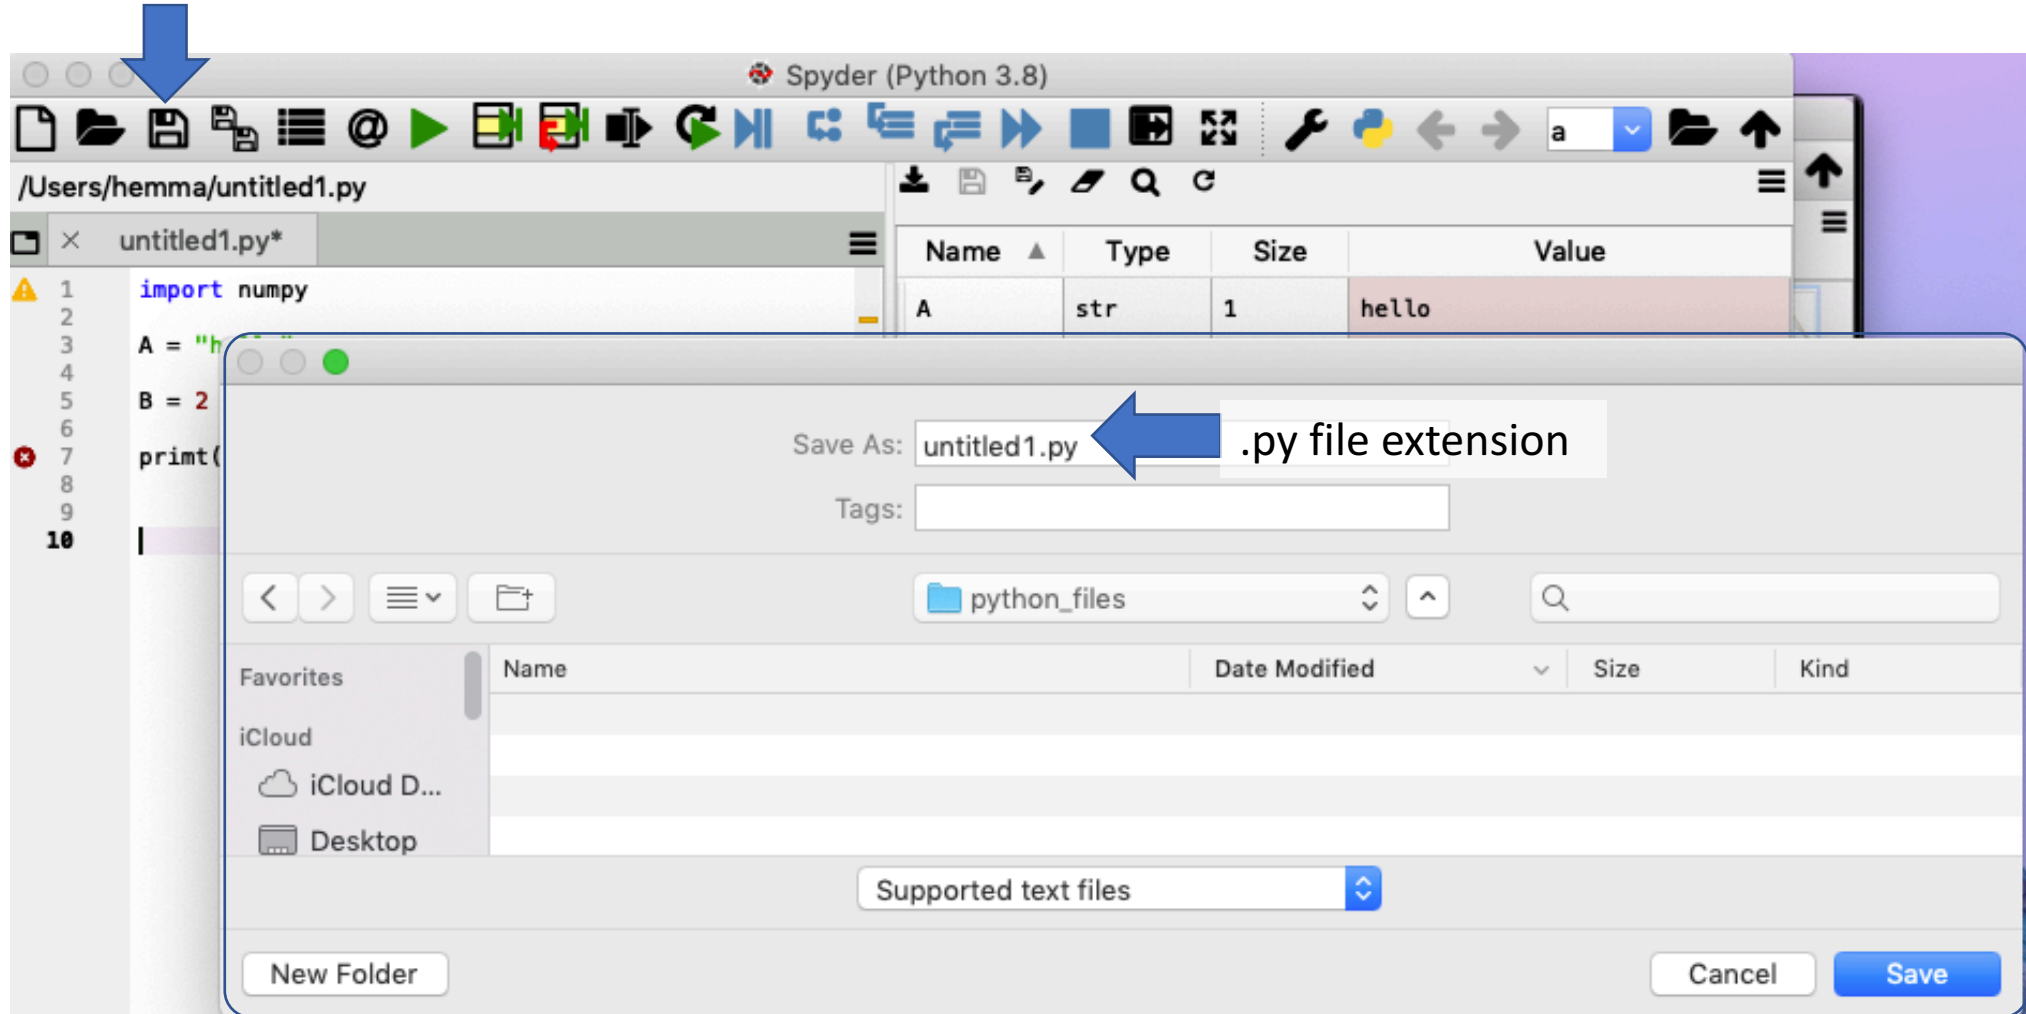 Spyder (Python 3.8)
a
/Users/hemma/untitled1.py
untitled1.py*
Name Type Size Value
A str 1 hello
1 import numpy
2
3 A = "h
4
5 B = 2
6
7 primt(
8
9
10
Save As: untitled1.py
.py file extension
Tags:
python_files
Favorites
Name Date Modified Size Kind
iCloud
iCloud D...
Desktop
Supported text files
New Folder Cancel Save